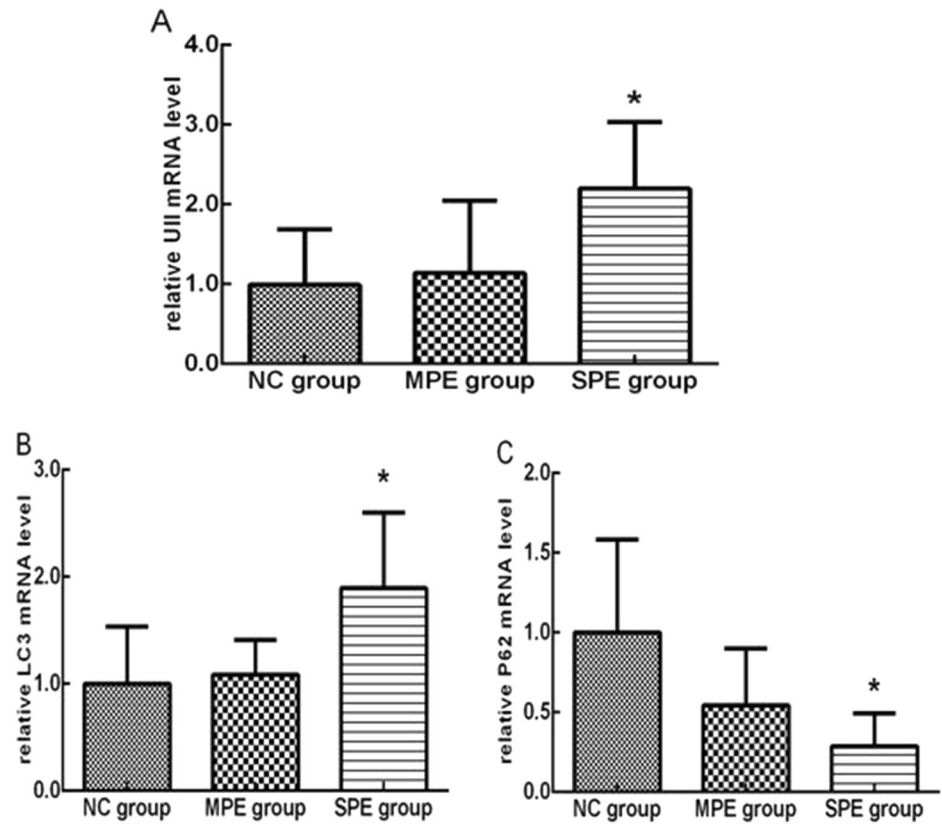 A
relative UII mRNA level
4.0
3.0
2.0
1.0
0.0
*
NC group
MPE group
SPE group
B
relative LC3 mRNA level
3.0
2.0
1.0
0.0
*
NC group
MPE group
SPE group
C
relative P62 mRNA level
2.0
1.5
1.0
0.5
0.0
*
NC group
MPE group
SPE group